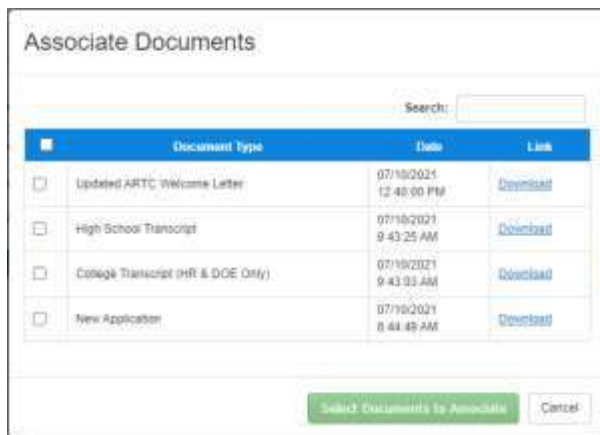 Associate Documents
Search:
Document Type Date Link
Updated ARTC Welcome Letter 07/10/2021 12:40:00 PM Download
High School Transcript 07/10/2021 9:43:25 AM Download
College Transcript (HR & DOE Only) 07/10/2021 9:43:03 AM Download
New Application 07/10/2021 8:44:49 AM Download
Select Documents to Associate Cancel